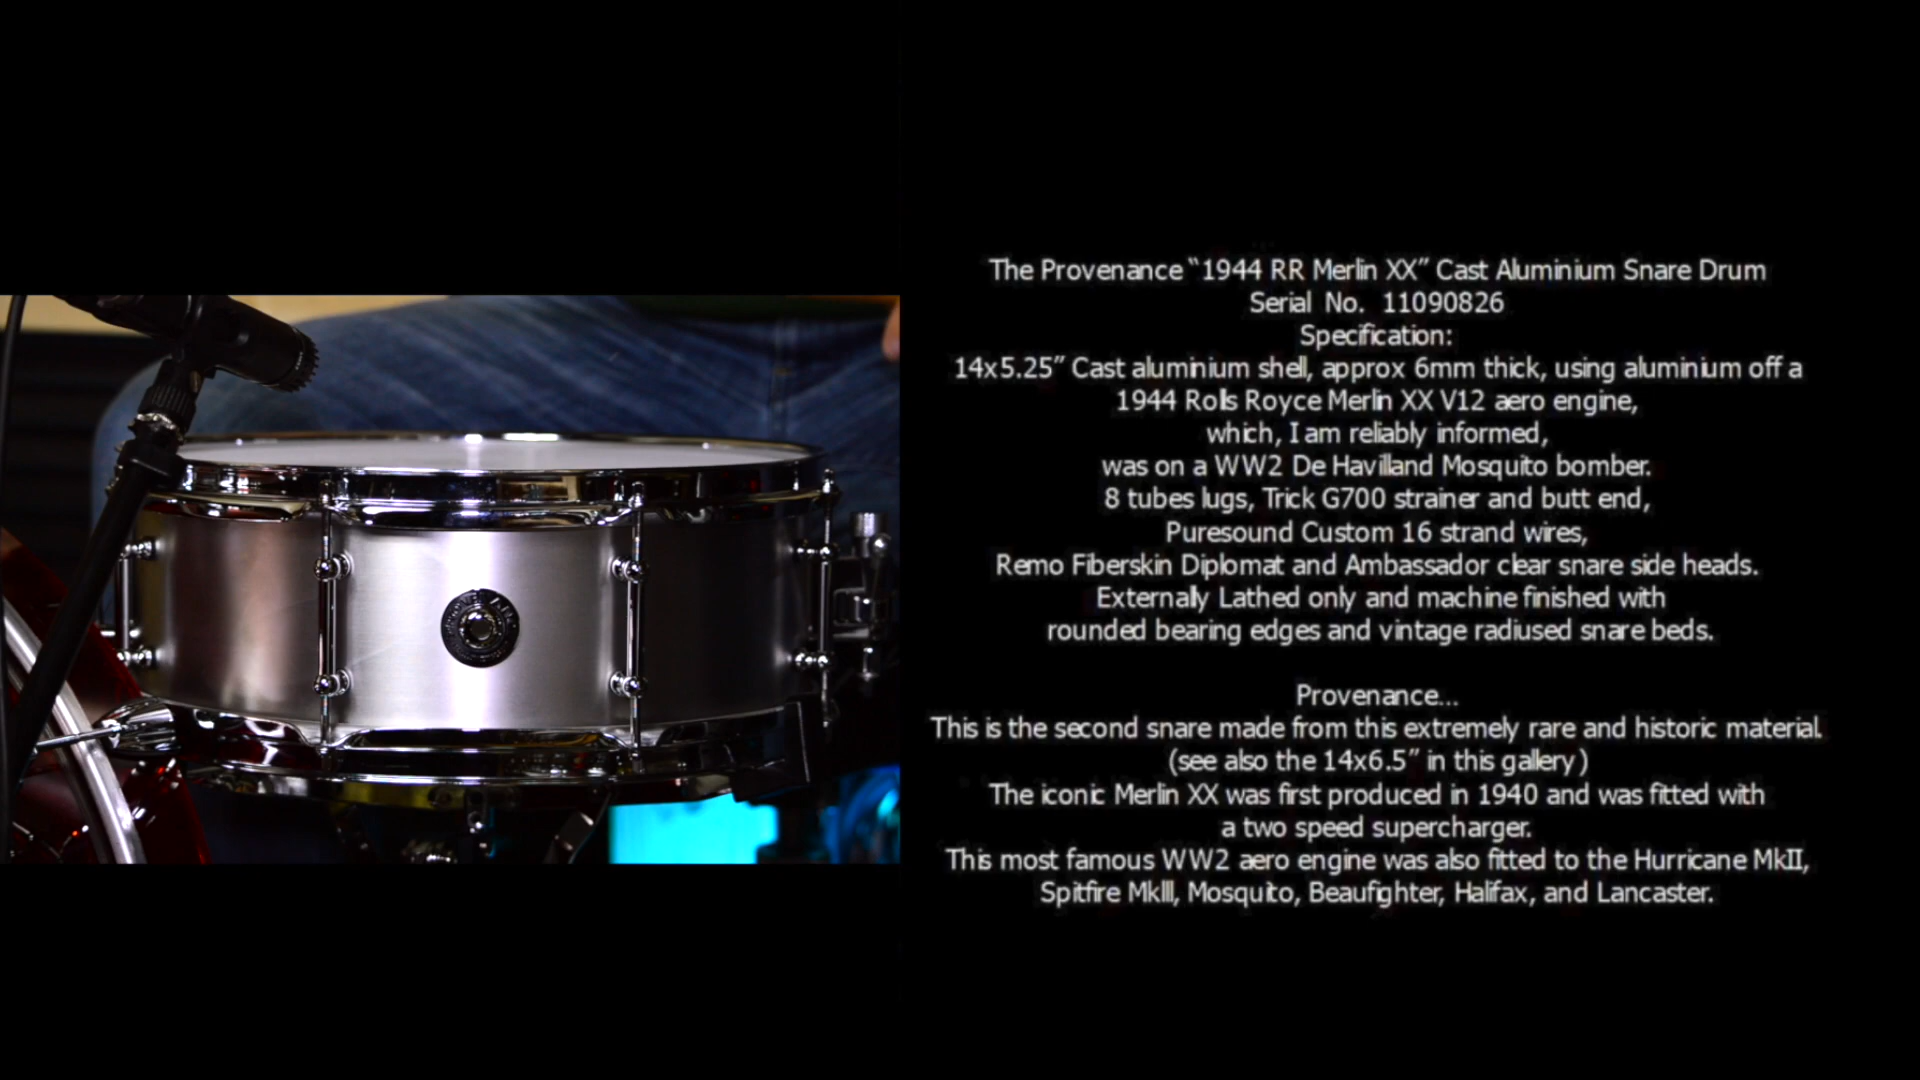 The Provenance “1944 RR Merlin XX” Cast Aluminium Snare Drum
Serial No. 11090826
Specification:
14x5.25” Cast aluminium shell, approx 6mm thick, using aluminium off a
1944 Rolls Royce Merlin XX V12 aero engine,
which, I am reliably informed,
was on a WW2 De Havilland Mosquito bomber.
8 tubes lugs, Trick G700 strainer and butt end,
Puresound Custom 16 strand wires,
Remo Fiberskin Diplomat and Ambassador clear snare side heads.
Externally Lathed only and machine finished with
rounded bearing edges and vintage radiused snare beds.
Provenance...
This is the second snare made from this extremely rare and historic material.
(see also the 14x6.5” in this gallery)
The iconic Merlin XX was first produced in 1940 and was fitted with
a two speed supercharger.
This most famous WW2 aero engine was also fitted to the Hurricane MkII,
Spitfire MkIII, Mosquito, Beaufighter, Halifax, and Lancaster.